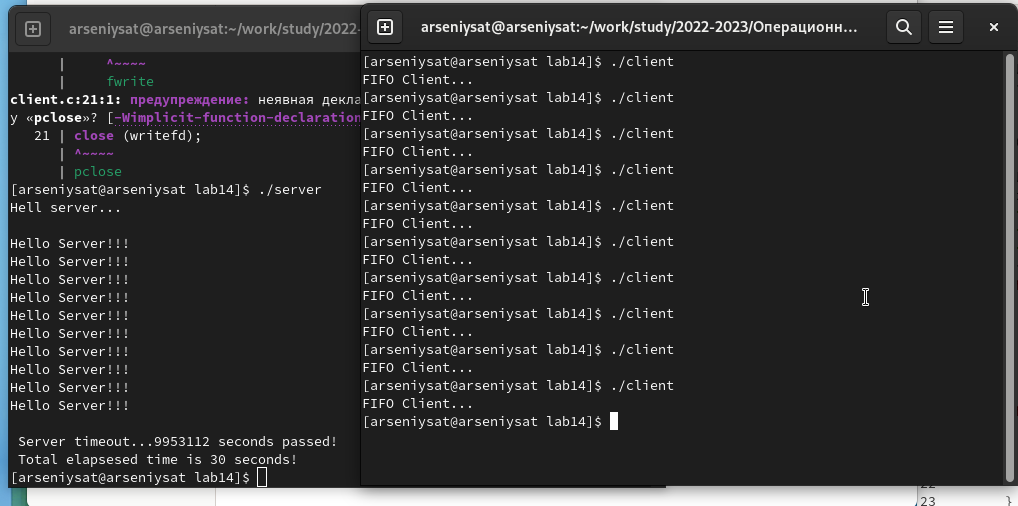 arseniysat@arseniysat:~/work/study/2022-
|     ^~~~~
|     fwrite
client.c:21:1: предупреждение: неявная декла
у «pclose»? [-Wimplicit-function-declaration
21 | close (writefd);
| ^~~~~
| pclose
[arseniysat@arseniysat lab14]$ ./server
Hell server...
Hello Server!!!
Hello Server!!!
Hello Server!!!
Hello Server!!!
Hello Server!!!
Hello Server!!!
Hello Server!!!
Hello Server!!!
Hello Server!!!
Hello Server!!!
Server timeout...9953112 seconds passed!
Total elapsesed time is 30 seconds!
[arseniysat@arseniysat lab14]$
arseniysat@arseniysat:~/work/study/2022-2023/Операционн...
[arseniysat@arseniysat lab14]$ ./client
FIFO Client...
[arseniysat@arseniysat lab14]$ ./client
FIFO Client...
[arseniysat@arseniysat lab14]$ ./client
FIFO Client...
[arseniysat@arseniysat lab14]$ ./client
FIFO Client...
[arseniysat@arseniysat lab14]$ ./client
FIFO Client...
[arseniysat@arseniysat lab14]$ ./client
FIFO Client...
[arseniysat@arseniysat lab14]$ ./client
FIFO Client...
[arseniysat@arseniysat lab14]$ ./client
FIFO Client...
[arseniysat@arseniysat lab14]$ ./client
FIFO Client...
[arseniysat@arseniysat lab14]$ ./client
FIFO Client...
[arseniysat@arseniysat lab14]$
23 }